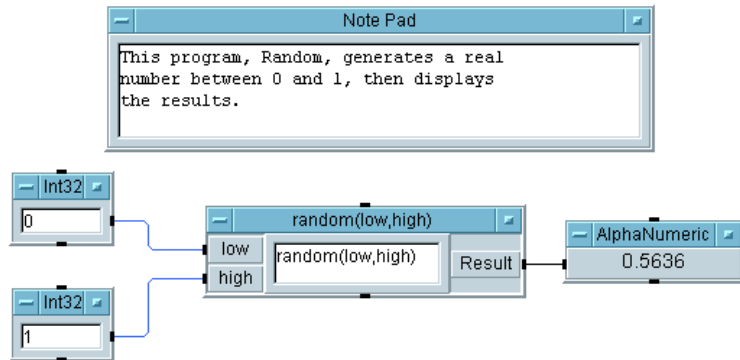 Note Pad
This program, Random, generates a real
number between 0 and 1, then displays
the results.
Int32
0
random(low,high)
low
high
random(low,high)
Result
AlphaNumeric
0.5636
Int32
1